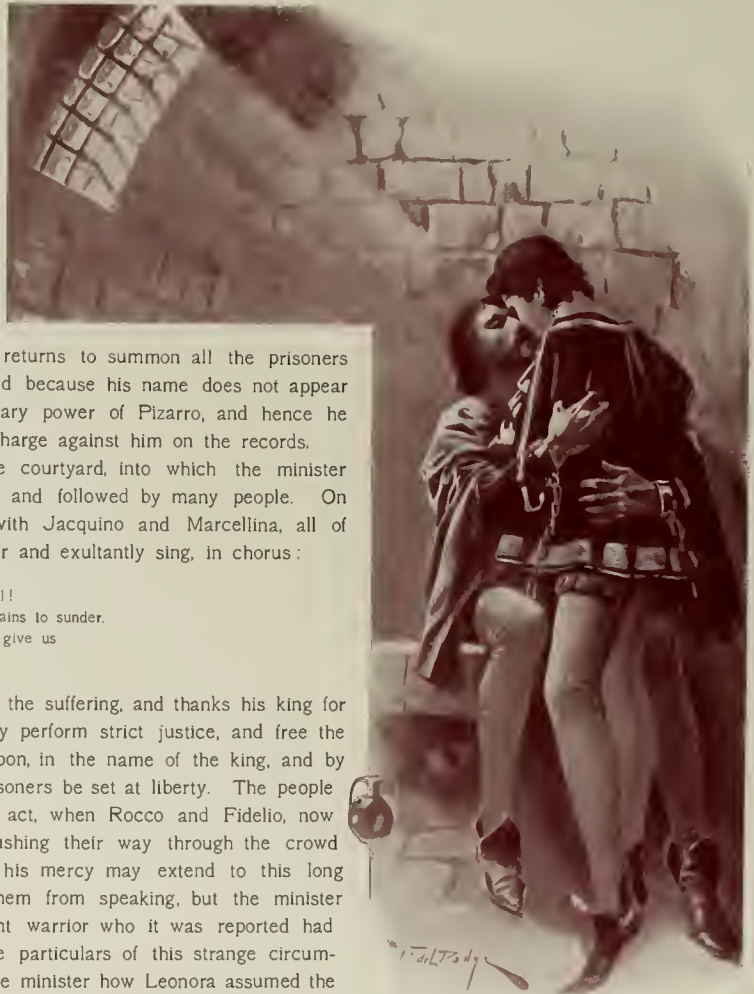 returns to summon all the prisoners
d because his name does not appear
ary power of Pizarro, and hence he
harge against him on the records.
e courtyard, into which the minister
and followed by many people. On
with Jacquino and Marcellina, all of
r and exultantly sing, in chorus:
l!
ains to sunder.
give us
the suffering, and thanks his king for
y perform strict justice, and free the
oon, in the name of the king, and by
isoners be set at liberty. The people
act, when Rocco and Fidelio, now
ushing their way through the crowd
his mercy may extend to this long
hem from speaking, but the minister
nt warrior who it was reported had
e particulars of this strange circum-
e minister how Leonora assumed the